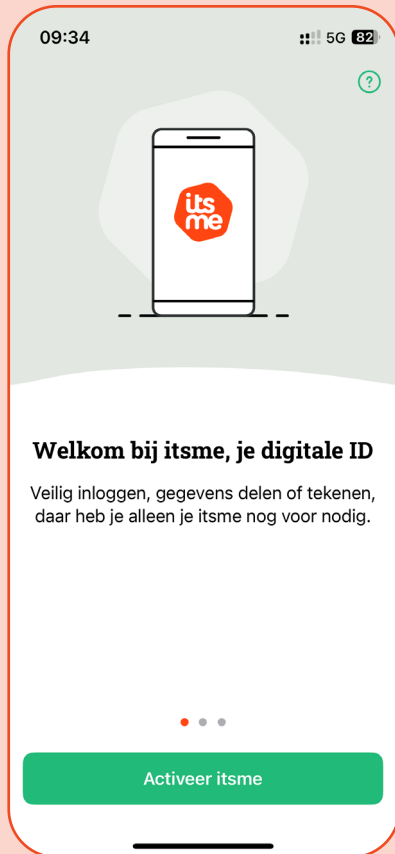 09:34
5G 82
?
its
me
Welkom bij itsme, je digitale ID
Veilig inloggen, gegevens delen of tekenen,
daar heb je alleen je itsme nog voor nodig.
Activeer itsme